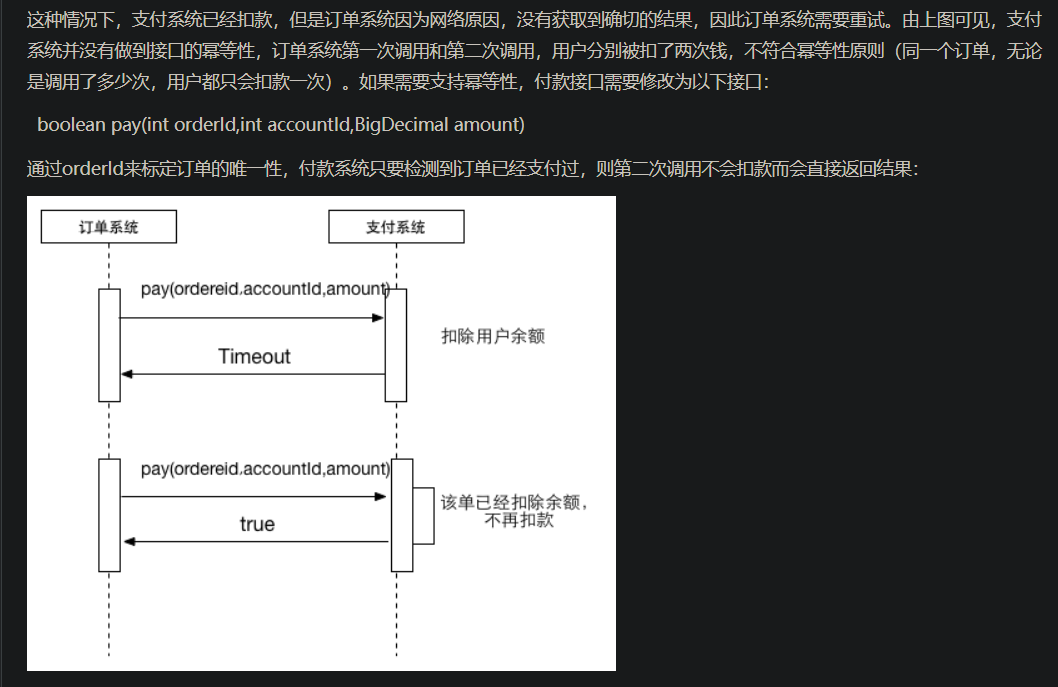 这种情况下，支付系统已经扣款，但是订单系统因为网络原因，没有获取到确切的结果，因此订单系统需要重试。由上图可见，支付
系统并没有做到接口的幂等性，订单系统第一次调用和第二次调用，用户分别被扣了两次钱，不符合幂等性原则（同一个订单，无论
是调用了多少次，用户都只会扣款一次）。如果需要支持幂等性，付款接口需要修改为以下接口：
boolean pay(int orderId,int accountId,BigDecimal amount)
通过orderId来标定订单的唯一性，付款系统只要检测到订单已经支付过，则第二次调用不会扣款而会直接返回结果：
订单系统
支付系统
pay(ordereid,accountId,amount)
扣除用户余额
Timeout
pay(ordereid,accountId,amount)
该单已经扣除余额，
不再扣款
true